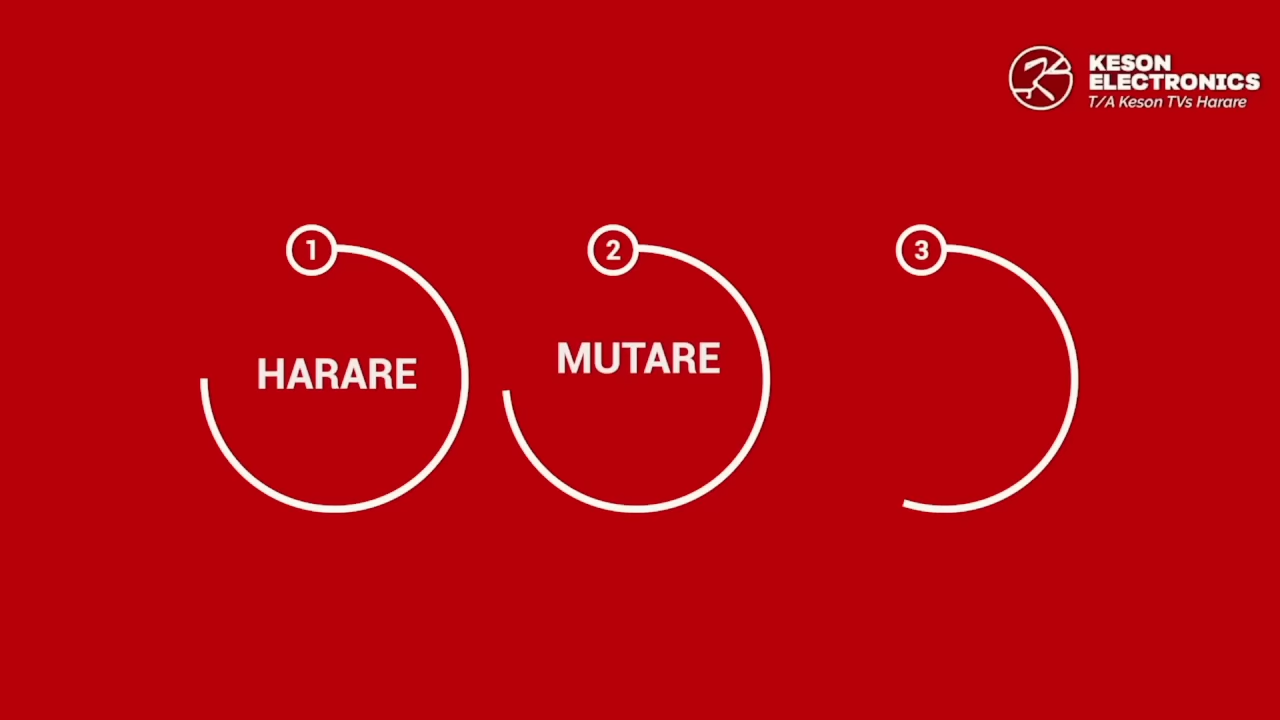 KESON
ELECTRONICS
T/A Keson TVs Harare
1
2
3
HARARE
MUTARE